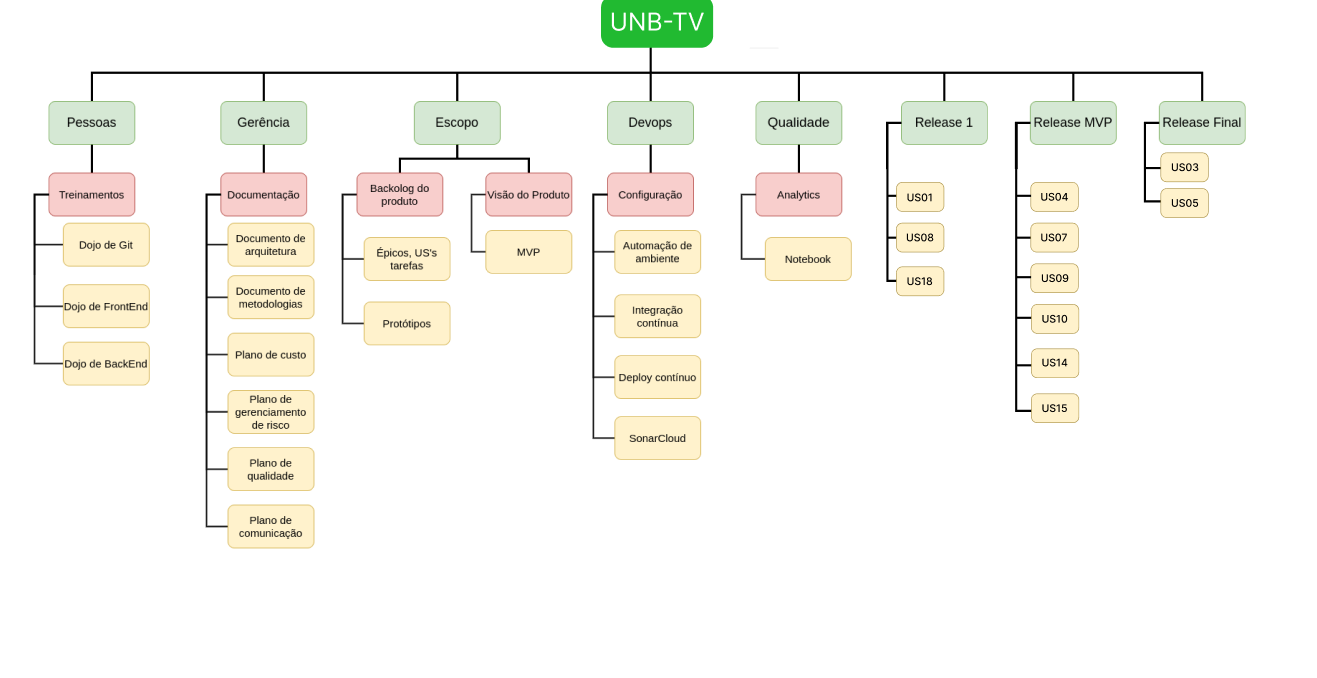 UNB-TV
Pessoas
Gerência
Escopo
Devops
Qualidade
Release 1
Release MVP
Release Final
Treinamentos
Dojo de Git
Dojo de FrontEnd
Dojo de BackEnd
Documentação
Documento de
arquitetura
Documento de
metodologias
Plano de custo
Plano de
gerenciamento
de risco
Plano de
qualidade
Plano de
comunicação
Backolog do
produto
Épicos, US's
tarefas
Protótipos
Visão do Produto
MVP
Configuração
Automação de
ambiente
Integração
contínua
Deploy contínuo
SonarCloud
Analytics
Notebook
US01
US08
US18
US04
US07
US09
US10
US14
US15
US03
US05